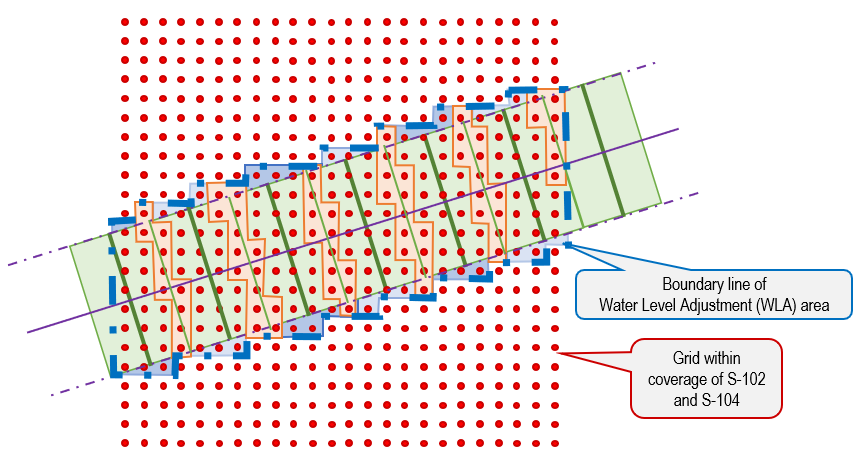 Boundary line of
Water Level Adjustment (WLA) area
Grid within
coverage of S-102
and S-104